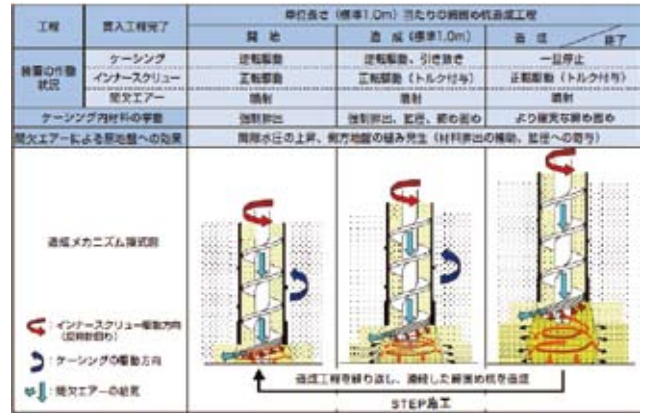 工程
貫入工程完了
単位長さ(標準1.0m)当たりの締固め杭造成工程
開始
造成(標準1.0m)
造成
終了
装置の作動
状況
ケーシング
逆転駆動
逆転駆動、引き抜き
一旦停止
インナースクリュー
正転駆動
正転駆動(トルク付与)
正転駆動(トルク付与)
間欠エアー
噴射
噴射
噴射
ケーシング内材料の挙動
強制排出
強制排出、拡径、締め固め
より確実な締め固め
間欠エアーによる原地盤への効果
間隙水圧の上昇、側方地盤の緩み発生(材料排出の補助、拡径への寄与)
造成メカニズム模式図
:インナースクリュー駆動方向
(反時計回り)
:ケーシングの駆動方向
:間欠エアーの給気
造成工程を繰り返し、連続した締固め杭を造成
STEP施工